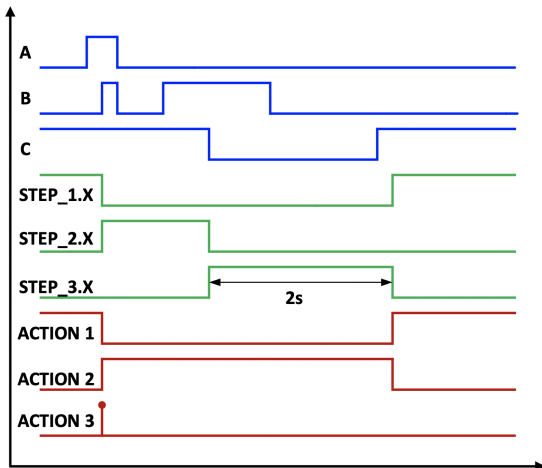 A
B
C
STEP_1.X
STEP_2.X
STEP_3.X
2s
ACTION 1
ACTION 2
ACTION 3